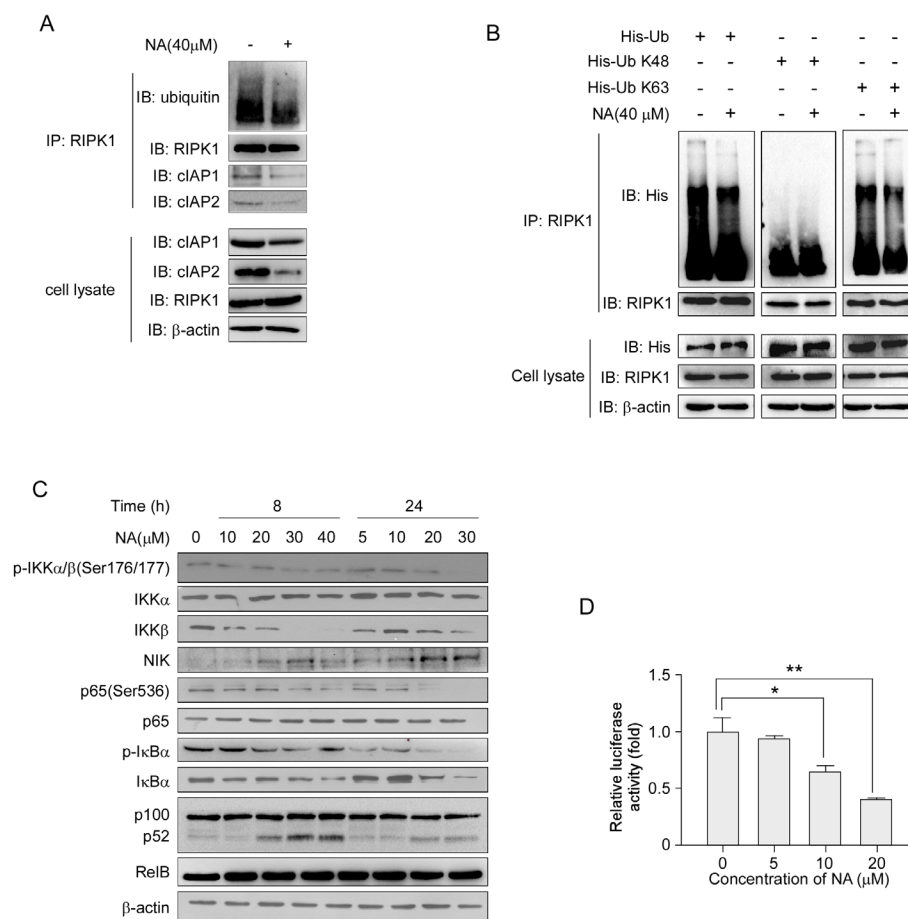 A
NA(40μM) - +
IP: RIPK1
IB: ubiquitin
IB: RIPK1
IB: cIAP1
IB: cIAP2
cell lysate
IB: cIAP1
IB: cIAP2
IB: RIPK1
IB: β-actin
B
His-Ub + + - - - -
His-Ub K48 - - + + - -
His-Ub K63 - - - - + +
NA(40 μM) - + - + - +
IP: RIPK1
IB: His
IB: RIPK1
Cell lysate
IB: His
IB: RIPK1
IB: β-actin
C
Time (h) 8 24
NA(μM) 0 10 20 30 40 5 10 20 30
p-IKKα/β(Ser176/177)
IKKα
IKKβ
NIK
p65(Ser536)
p65
p-IκBα
IκBα
p100
p52
RelB
β-actin
D
Relative luciferase
activity (fold)
1.5
1.0
0.5
0
**
*
0 5 10 20
Concentration of NA (μM)